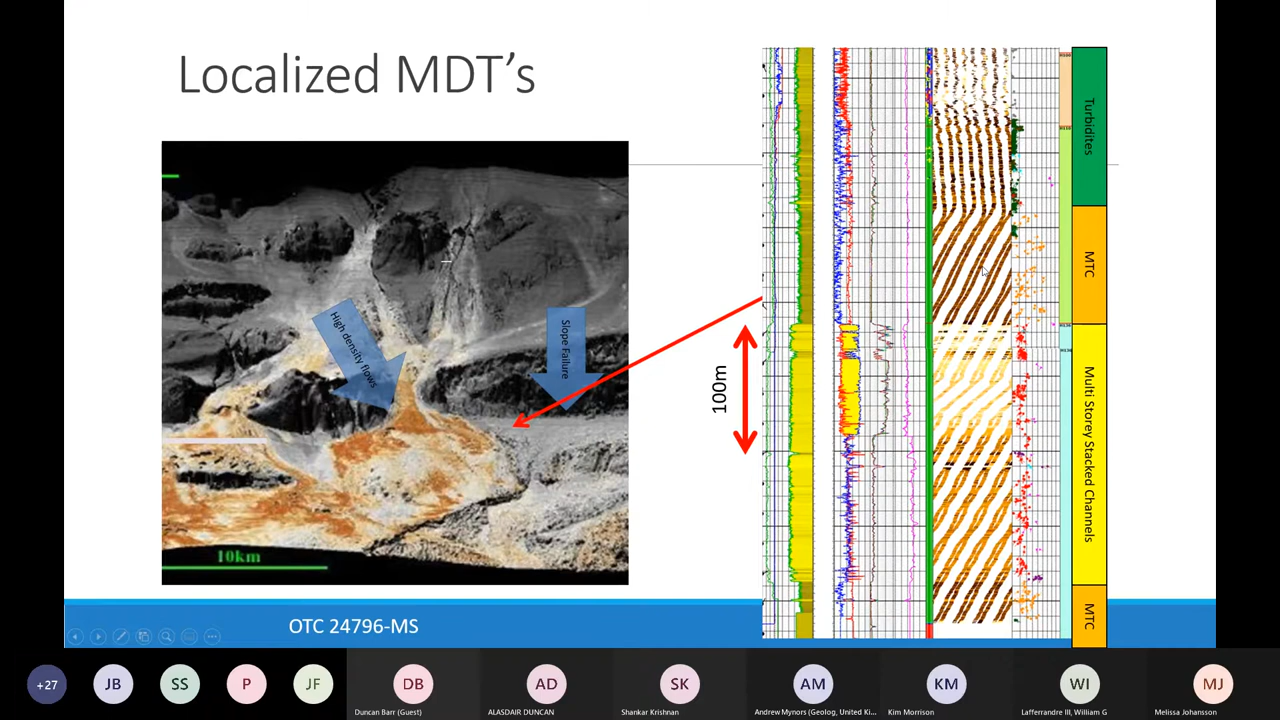 Localized MDT's
High density flows
Slope Failure
10km
100m
Turbidites
MTC
Multi Storey Stacked Channels
MTC
OTC 24796-MS
+27
JB
SS
P
JF
DB
Duncan Barr (Guest)
AD
ALASDAIR DUNCAN
SK
Shankar Krishnan
AM
Andrew Mynors (Geolog, United Ki...
KM
Kim Morrison
WI
Lafferrandre III, William G
MJ
Melissa Johansson